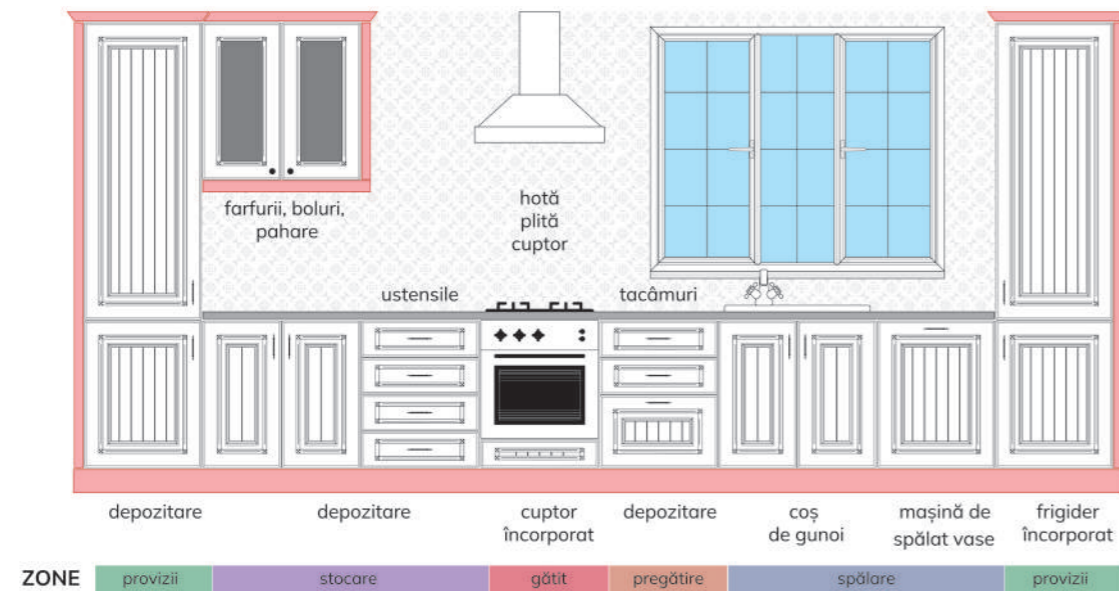 farfurii, boluri,
pahare
hotă
plită
cuptor
ustensile
tacâmuri
depozitare
depozitare
cuptor
încorporat
depozitare
coș
de gunoi
mașină de
spălat vase
frigider
încorporat
ZONE
provizii
stocare
gătit
pregătire
spălare
provizii